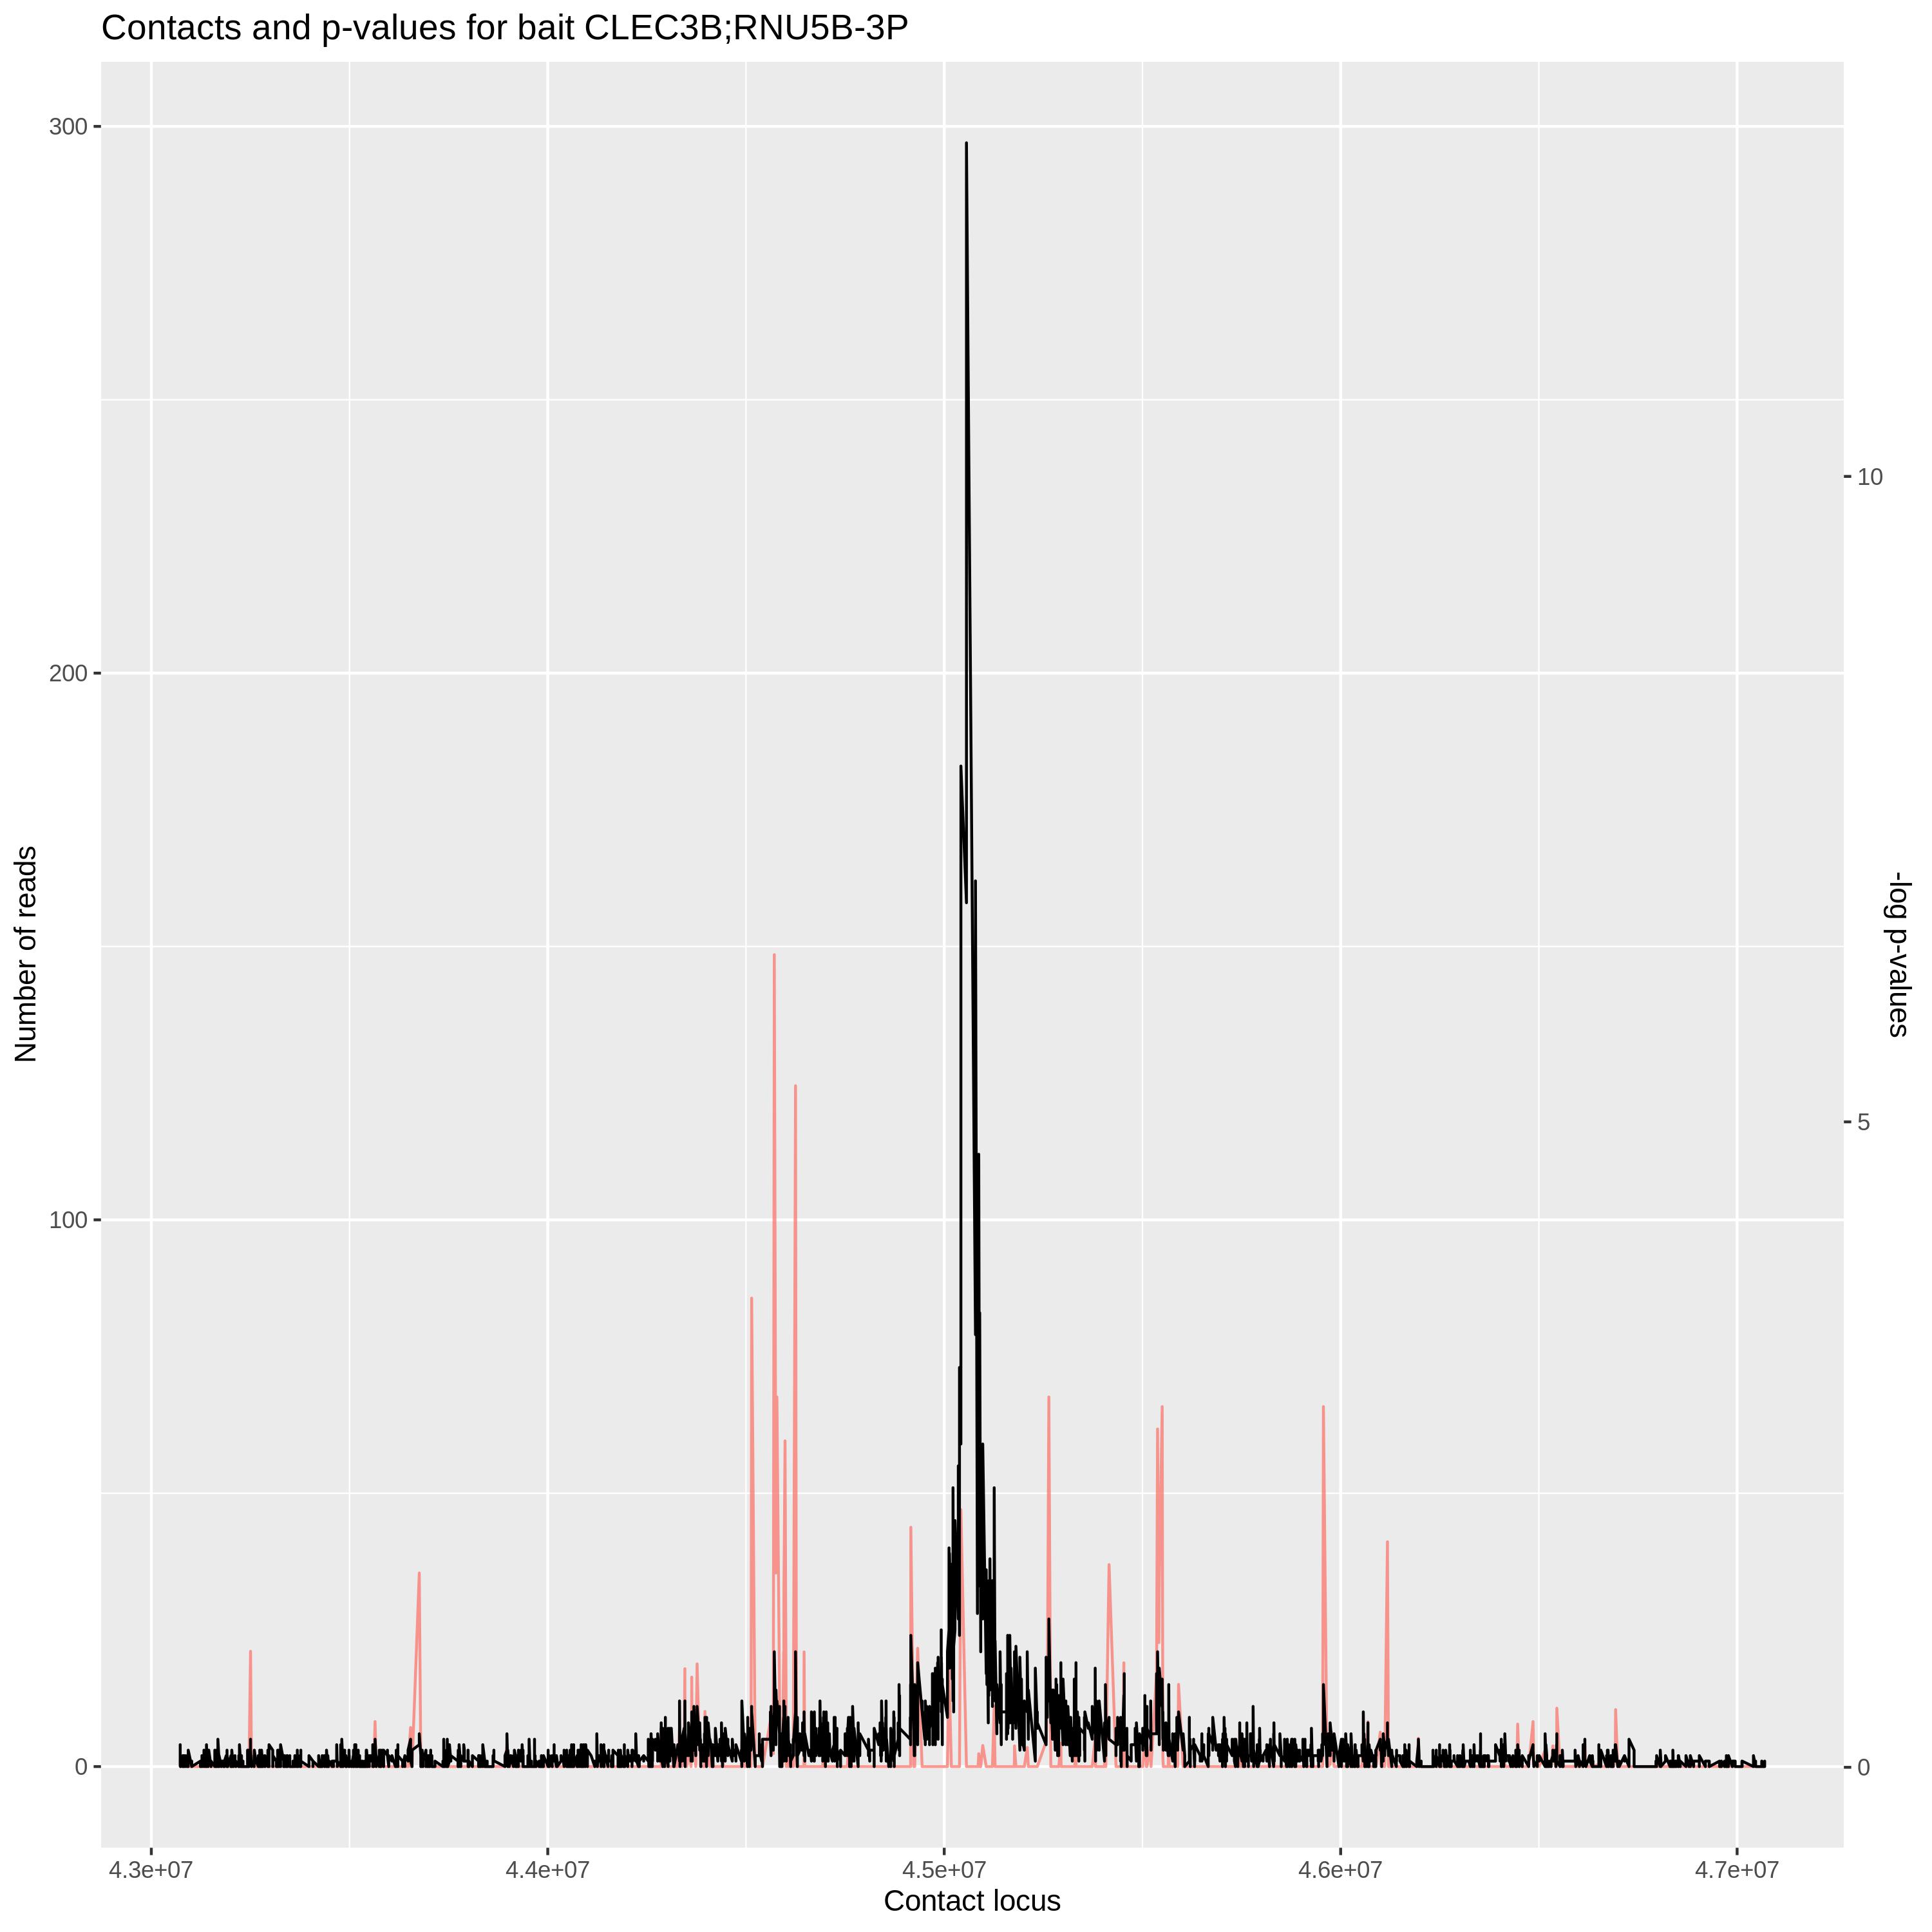 Contacts and p-values for bait CLEC3B;RNU5B-3P
300
200
100
0
Number of reads
10
5
0
-log p-values
4.3e+07
4.4e+07
4.5e+07
4.6e+07
4.7e+07
Contact locus